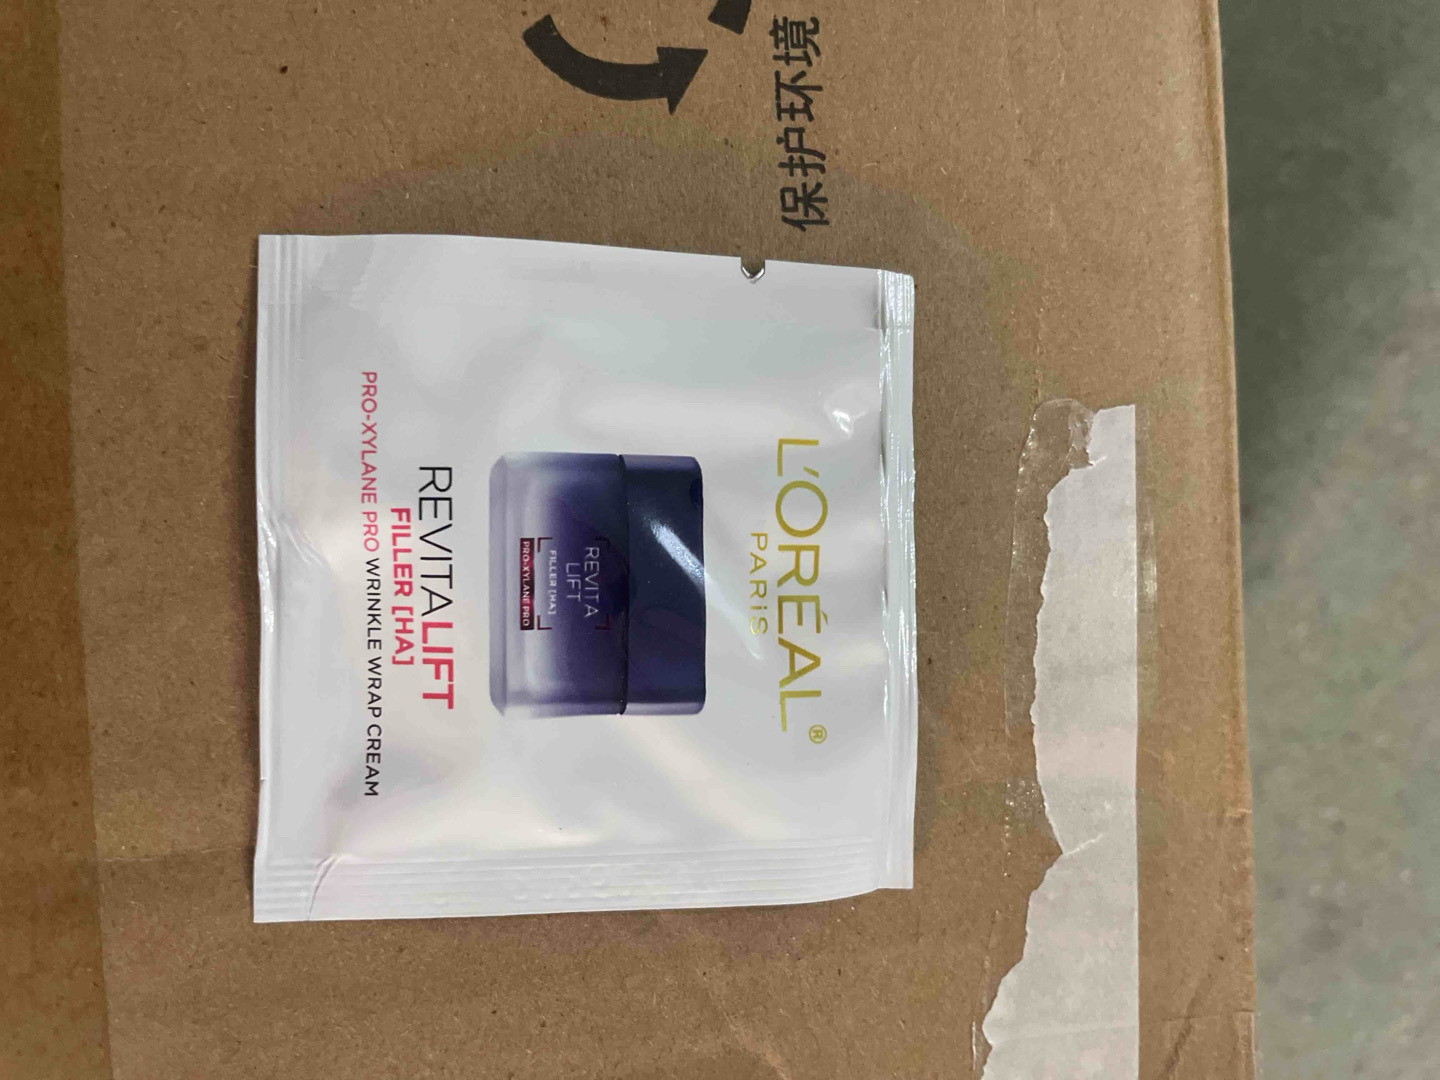 保护环境
L'ORÉAL®
PARIS
REVITA
LIFT
FILLER [HA]
PRO-XYLANE PRO
REVITALIFT
FILLER [HA]
PRO-XYLANE PRO WRINKLE WRAP CREAM